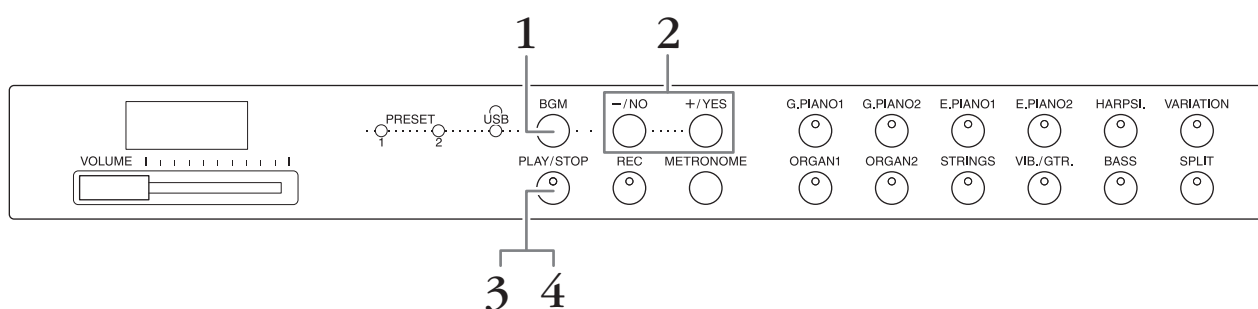 1 2
BGM −/NO +/YES G.PIANO1 G.PIANO2 E.PIANO1 E.PIANO2 HARPSI. VARIATION
PRESET USB
1 2
VOLUME PLAY/STOP REC METRONOME ORGAN1 ORGAN2 STRINGS VIB./GTR. BASS SPLIT
3 4